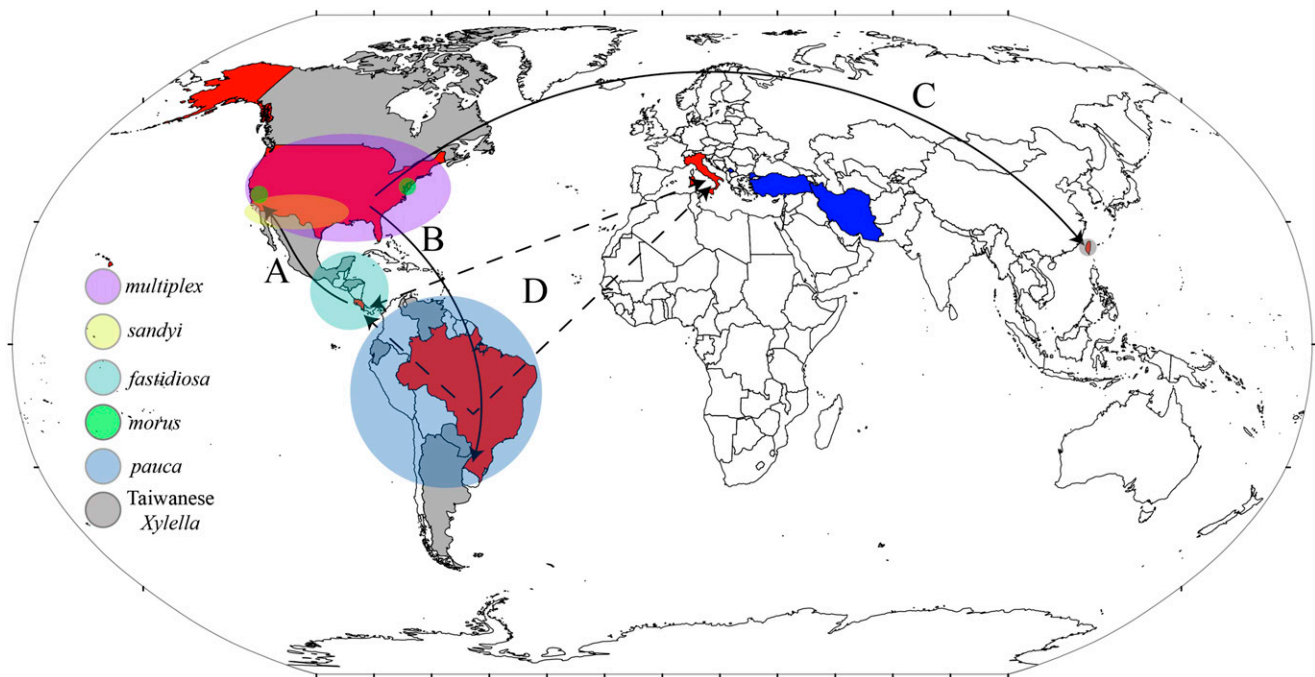 C
B
A
D
multiplex
sandyi
fastidiosa
morus
pauca
Taiwanese
Xylella